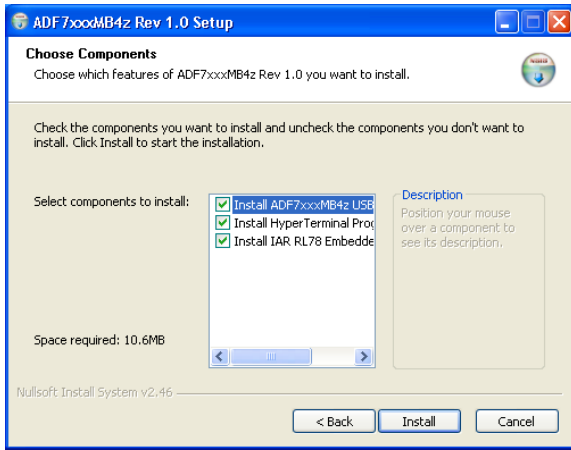 ADF7xxxMB4z Rev 1.0 Setup
Choose Components
Choose which features of ADF7xxxMB4z Rev 1.0 you want to install.
Check the components you want to install and uncheck the components you don't want to
install. Click Install to start the installation.
Select components to install:
Install ADF7xxxMB4z USB
Install HyperTerminal Prog
Install IAR RL78 Embedde
Description
Position your mouse
over a component to
see its description.
Space required: 10.6MB
Nullsoft Install System v2.46
< Back
Install
Cancel